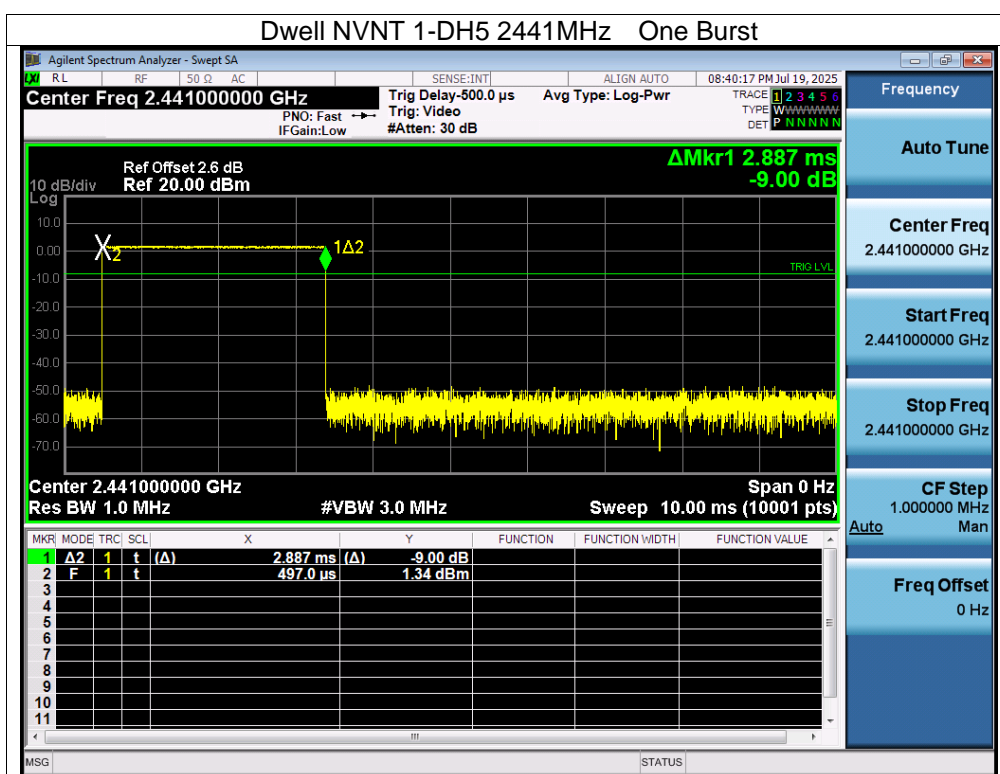 Dwell NVNT 1-DH5 2441MHz One Burst
Agilent Spectrum Analyzer - Swept SA
LXI RL RF 50 Ω AC SENSE:INT ALIGN AUTO 08:40:17 PM Jul 19, 2025
Center Freq 2.441000000 GHz Trig Delay-500.0 µs Avg Type: Log-Pwr TRACE 1 2 3 4 5 6
PNO: Fast Trig: Video TYPE WWWWWW
IFGain:Low #Atten: 30 dB DET P N N N N N
Frequency
ΔMkr1 2.887 ms
-9.00 dB
Ref Offset 2.6 dB
10 dB/div Ref 20.00 dBm
Log
10.0
0.00
-10.0
-20.0
-30.0
-40.0
-50.0
-60.0
-70.0
2
1Δ2
TRIG LVL
Center 2.441000000 GHz Span 0 Hz
Res BW 1.0 MHz #VBW 3.0 MHz Sweep 10.00 ms (10001 pts)
MKR MODE TRC SCL X Y FUNCTION FUNCTION WIDTH FUNCTION VALUE
1 Δ2 1 t (Δ) 2.887 ms (Δ) -9.00 dB
2 F 1 t 497.0 µs 1.34 dBm
3
4
5
6
7
8
9
10
11
MSG STATUS
Auto Tune
Center Freq
2.441000000 GHz
Start Freq
2.441000000 GHz
Stop Freq
2.441000000 GHz
CF Step
1.000000 MHz
Auto Man
Freq Offset
0 Hz